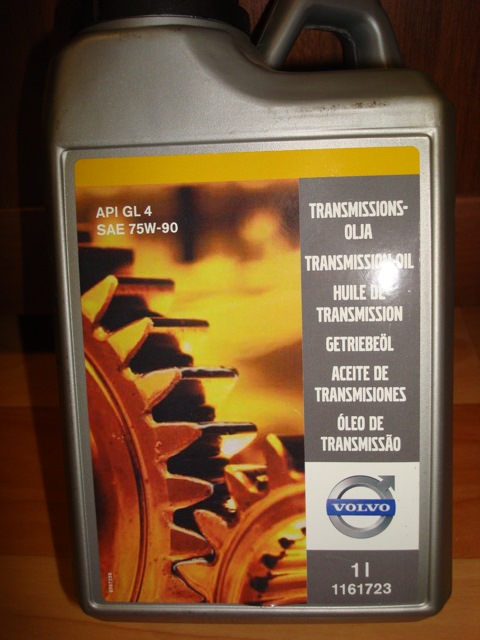 API GL 4
SAE 75W-90
TRANSMISSIONS-
OLJA
TRANSMISSION OIL
HUILE DE
TRANSMISSION
GETRIEBEÖL
ACEITE DE
TRANSMISIONES
ÓLEO DE
TRANSMISSÃO
VOLVO
1 l
1161723